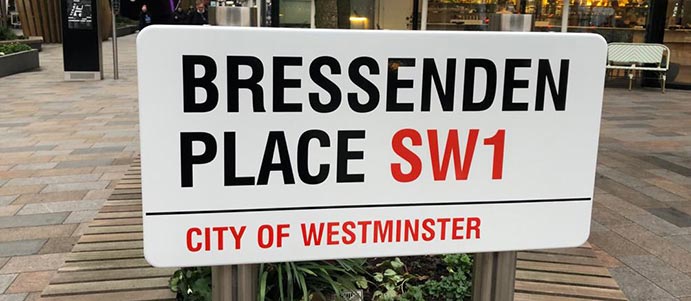 BRESSENDEN
PLACE SW1
CITY OF WESTMINSTER